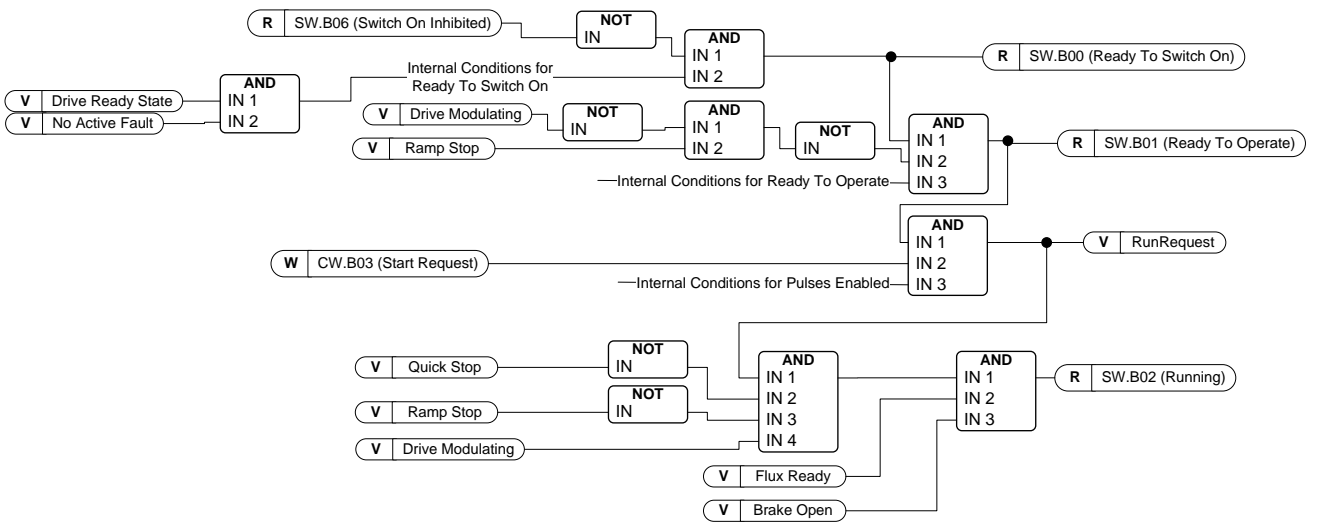 R SW.B06 (Switch On Inhibited)
NOT
IN
AND
IN 1
IN 2
R SW.B00 (Ready To Switch On)
Internal Conditions for
Ready To Switch On
AND
IN 1
IN 2
V Drive Ready State
V No Active Fault
V Drive Modulating
NOT
IN
V Ramp Stop
AND
IN 1
IN 2
NOT
IN
AND
IN 1
IN 2
IN 3
R SW.B01 (Ready To Operate)
Internal Conditions for Ready To Operate
AND
IN 1
IN 2
IN 3
V RunRequest
W CW.B03 (Start Request)
Internal Conditions for Pulses Enabled
V Quick Stop
NOT
IN
V Ramp Stop
NOT
IN
V Drive Modulating
AND
IN 1
IN 2
IN 3
IN 4
AND
IN 1
IN 2
IN 3
R SW.B02 (Running)
V Flux Ready
V Brake Open